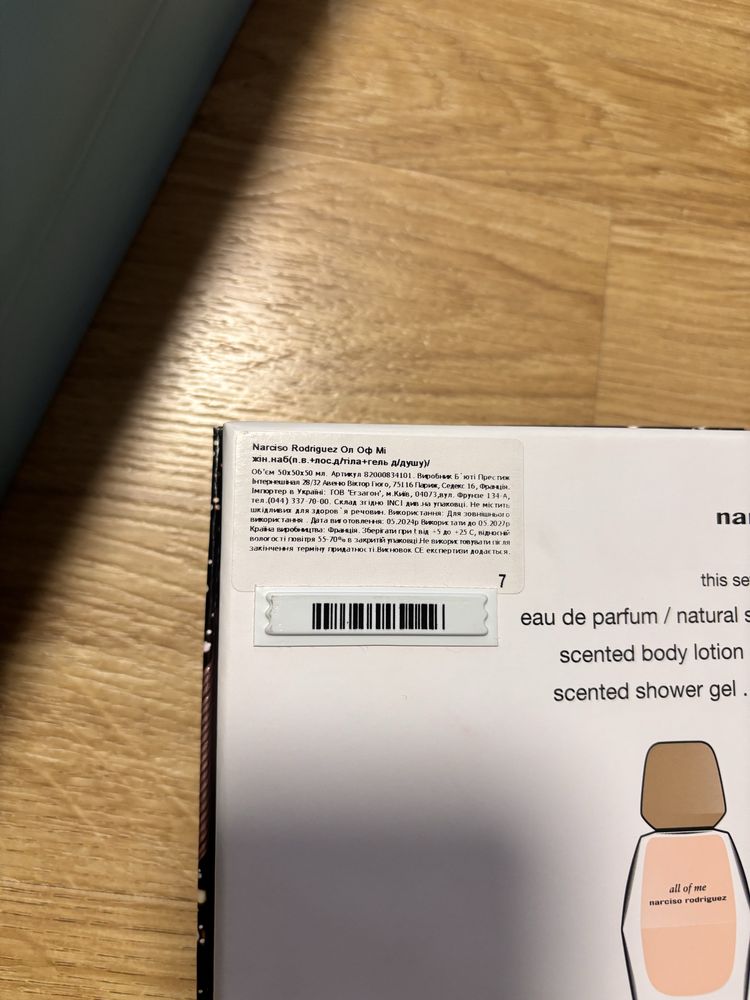 Narciso Rodriguez Ол Оф Мі
жін.наб(п.в.+лос.д/тіла+гель д/душу)/
Об'єм 50x50x50 мл. Артикул 82000834101. Виробник Б`юті Престиж
Інтернешінал 28/32 Авеню Віктор Гюго, 75116 Париж, Седекс 16, Франція.
Імпортер в Україні: ТОВ "Ерзагон", м.Київ, 04073,вул. Фрунзе 134-А,
тел.(044) 337-70-00. Склад згідно INCI див.на упаковці. Не містить
шкідливих для здоров`я речовин. Використання: Для зовнішнього
використання . Дата виготовлення: 05.2024р Використати до 05.2027р
Країна виробництва: Франція. Зберігати при t від +5 до +25 С, відносній
вологості повітря 55-70% в закритій упаковці.Не використовувати після
закінчення терміну придатності.Висновок СЕ експертизи додається.
7
nar
this se
eau de parfum / natural s
scented body lotion
scented shower gel .
all of me
narciso rodriguez